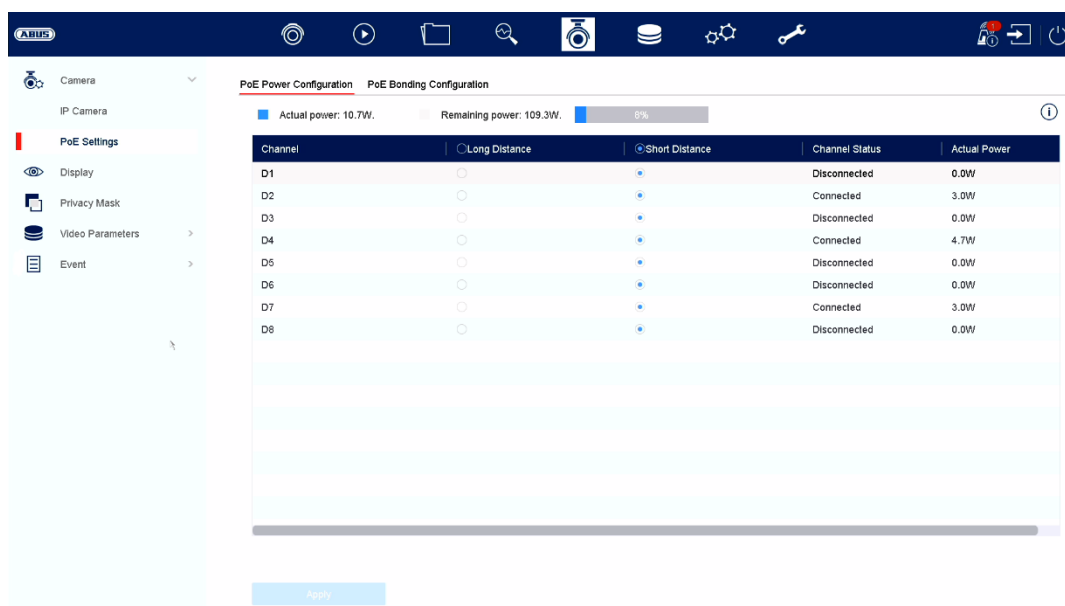 ABUS
1
Camera
IP Camera
PoE Settings
Display
Privacy Mask
Video Parameters
Event
PoE Power Configuration PoE Bonding Configuration
Actual power: 10.7W. Remaining power: 109.3W. 8%
Channel Long Distance Short Distance Channel Status Actual Power
D1 Disconnected 0.0W
D2 Connected 3.0W
D3 Disconnected 0.0W
D4 Connected 4.7W
D5 Disconnected 0.0W
D6 Disconnected 0.0W
D7 Connected 3.0W
D8 Disconnected 0.0W
Apply